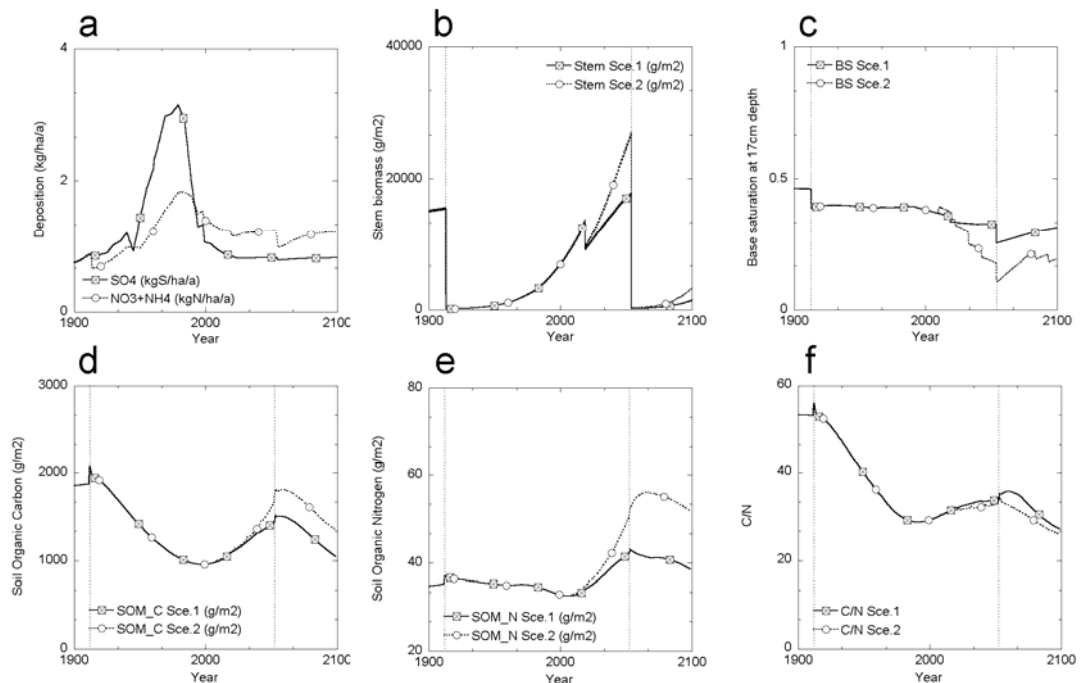 a
4
2
0
1900
2000
2100
Deposition (kg/ha/a)
Year
SO4 (kgS/ha/a)
NO3+NH4 (kgN/ha/a)
b
40000
20000
0
1900
2000
2100
Stem biomass (g/m2)
Year
Stem Sce.1 (g/m2)
Stem Sce.2 (g/m2)
c
1
0.5
0
1900
2000
2100
Base saturation at 17cm depth
Year
BS Sce.1
BS Sce.2
d
3000
2000
1000
0
1900
2000
2100
Soil Organic Carbon (g/m2)
Year
SOM_C Sce.1 (g/m2)
SOM_C Sce.2 (g/m2)
e
80
60
40
20
1900
2000
2100
Soil Organic Nitrogen (g/m2)
Year
SOM_N Sce.1 (g/m2)
SOM_N Sce.2 (g/m2)
f
60
40
20
0
1900
2000
2100
C/N
Year
C/N Sce.1
C/N Sce.2